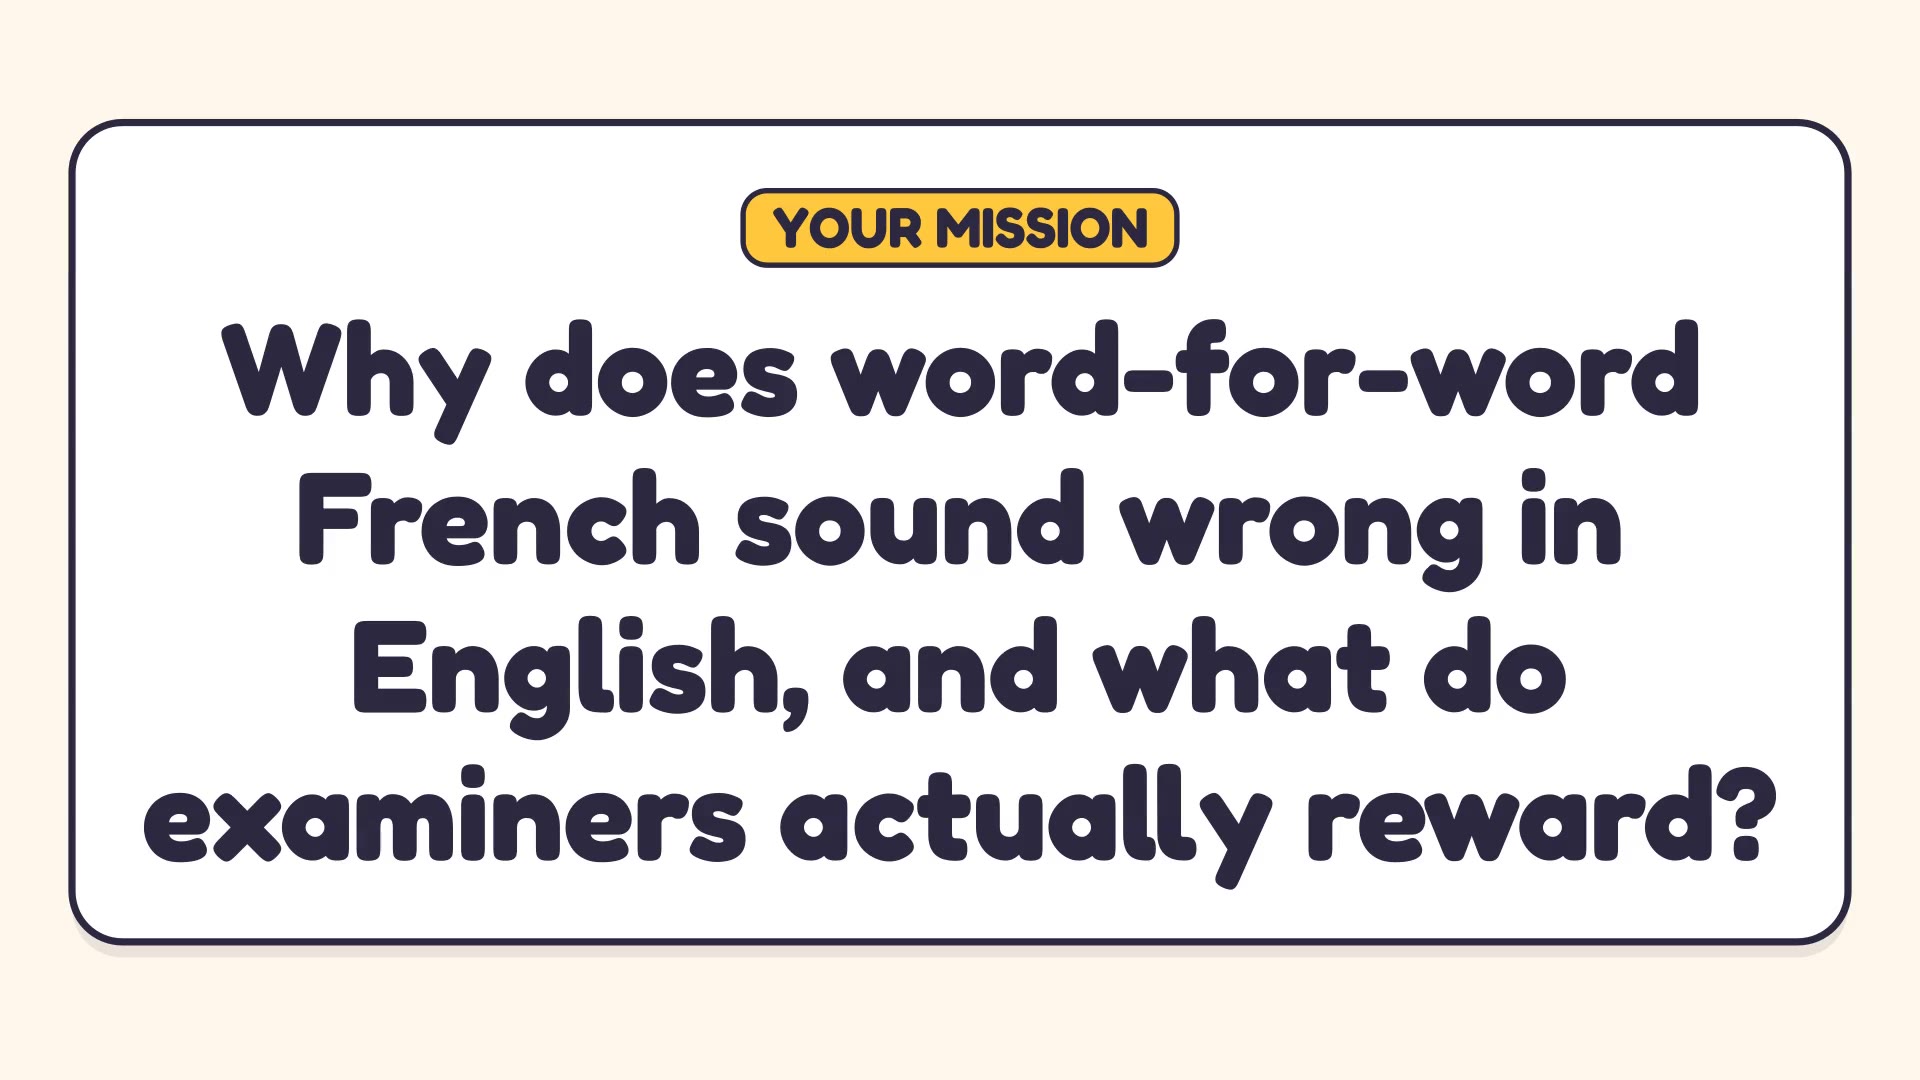 YOUR MISSION
Why does word-for-word
French sound wrong in
English, and what do
examiners actually reward?